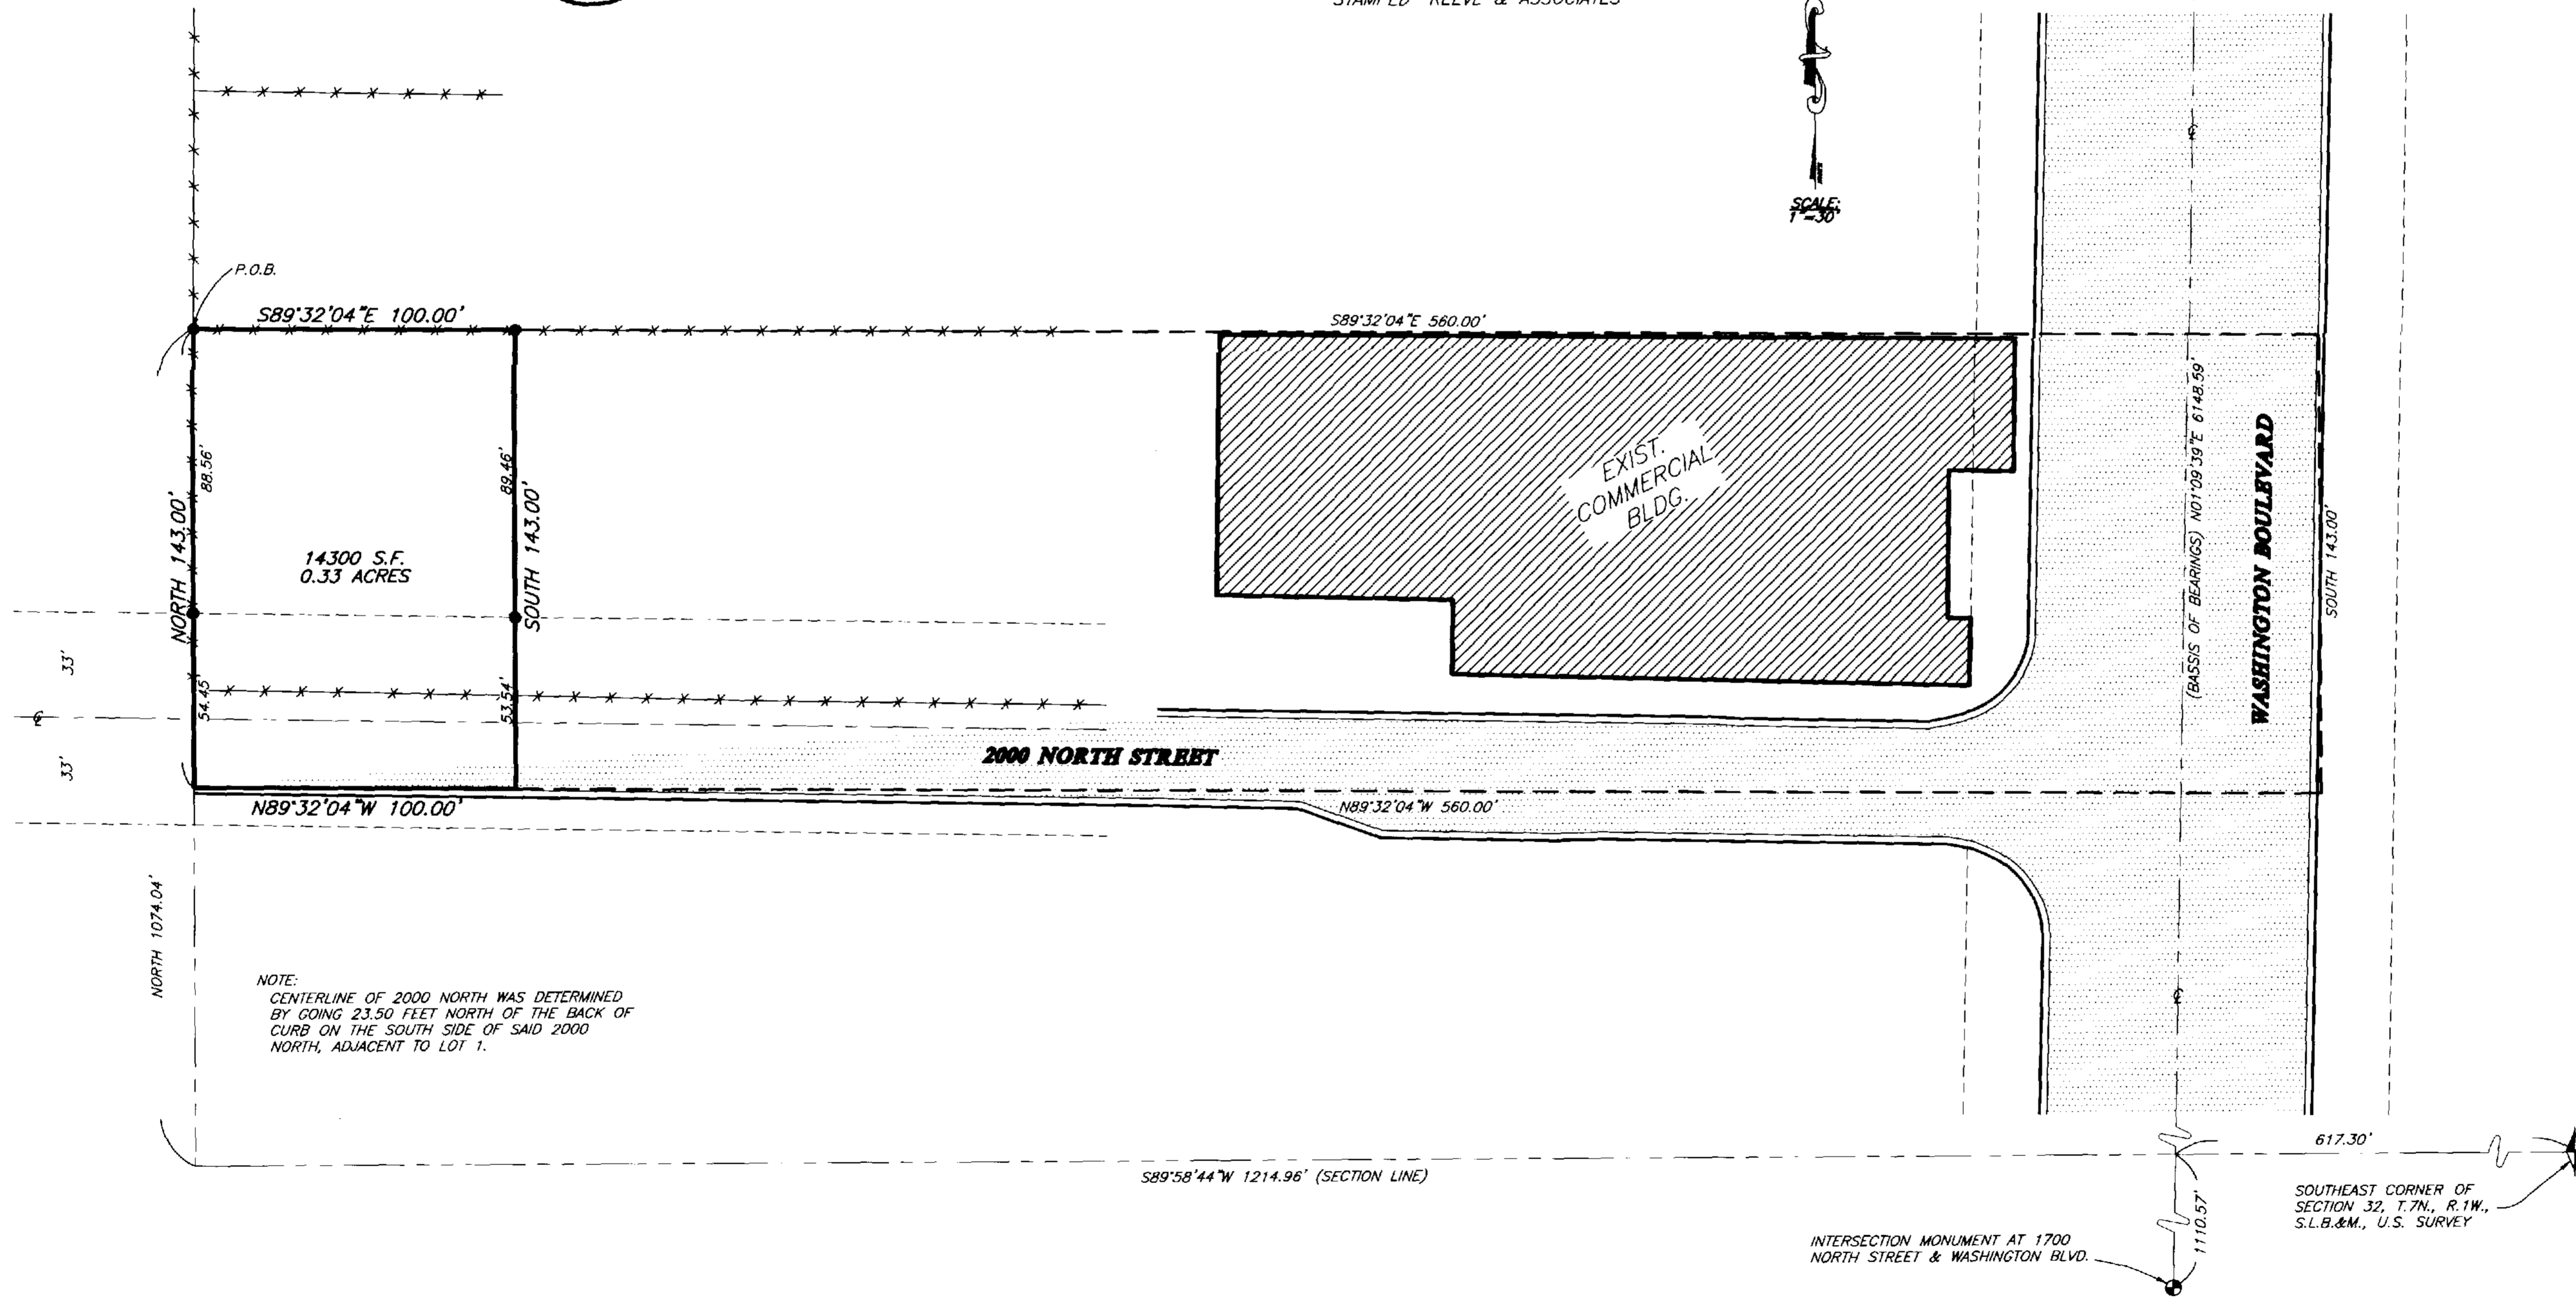 STAMPED "REEVE & ASSOCIATES"
SCALE:
1"=30'
P.O.B.
S89°32'04"E 100.00'
S89°32'04"E 560.00'
88.56'
NORTH 143.00'
89.46'
SOUTH 143.00'
14300 S.F.
0.33 ACRES
EXIST.
COMMERCIAL
BLDG.
(BASSIS OF BEARINGS) N01°09'39"E 6148.59'
WASHINGTON BOULEVARD
SOUTH 143.00'
33'
33'
54.45'
53.54'
2000 NORTH STREET
N89°32'04"W 100.00'
N89°32'04"W 560.00'
NORTH 1074.04'
NOTE:
CENTERLINE OF 2000 NORTH WAS DETERMINED
BY GOING 23.50 FEET NORTH OF THE BACK OF
CURB ON THE SOUTH SIDE OF SAID 2000
NORTH, ADJACENT TO LOT 1.
S89°58'44"W 1214.96' (SECTION LINE)
617.30'
1110.57'
SOUTHEAST CORNER OF
SECTION 32, T.7N., R.1W.,
S.L.B.&M., U.S. SURVEY
INTERSECTION MONUMENT AT 1700
NORTH STREET & WASHINGTON BLVD.